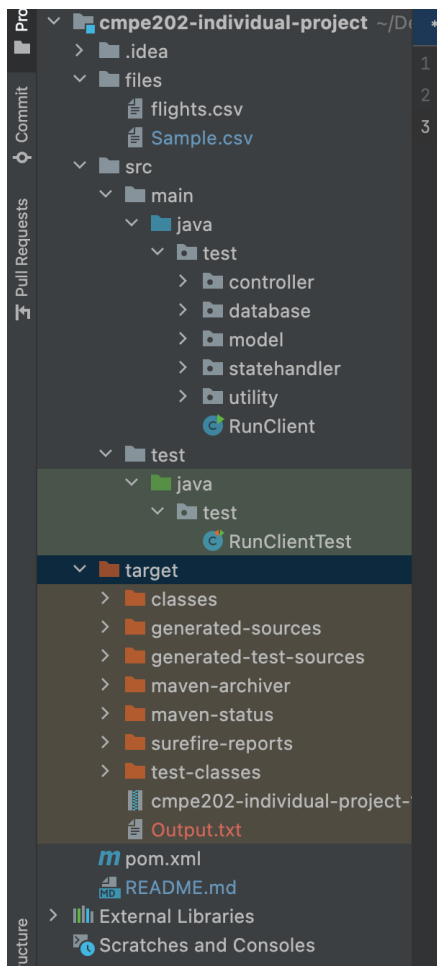 Pro
cmpe202-individual-project ~/De
.idea
1
files
2
flights.csv
3
Commit
Sample.csv
src
main
java
Pull Requests
test
controller
database
model
statehandler
utility
RunClient
test
java
test
RunClientTest
target
classes
generated-sources
generated-test-sources
maven-archiver
maven-status
surefire-reports
test-classes
cmpe202-individual-project-
Output.txt
m pom.xml
MD README.md
External Libraries
ucture
Scratches and Consoles